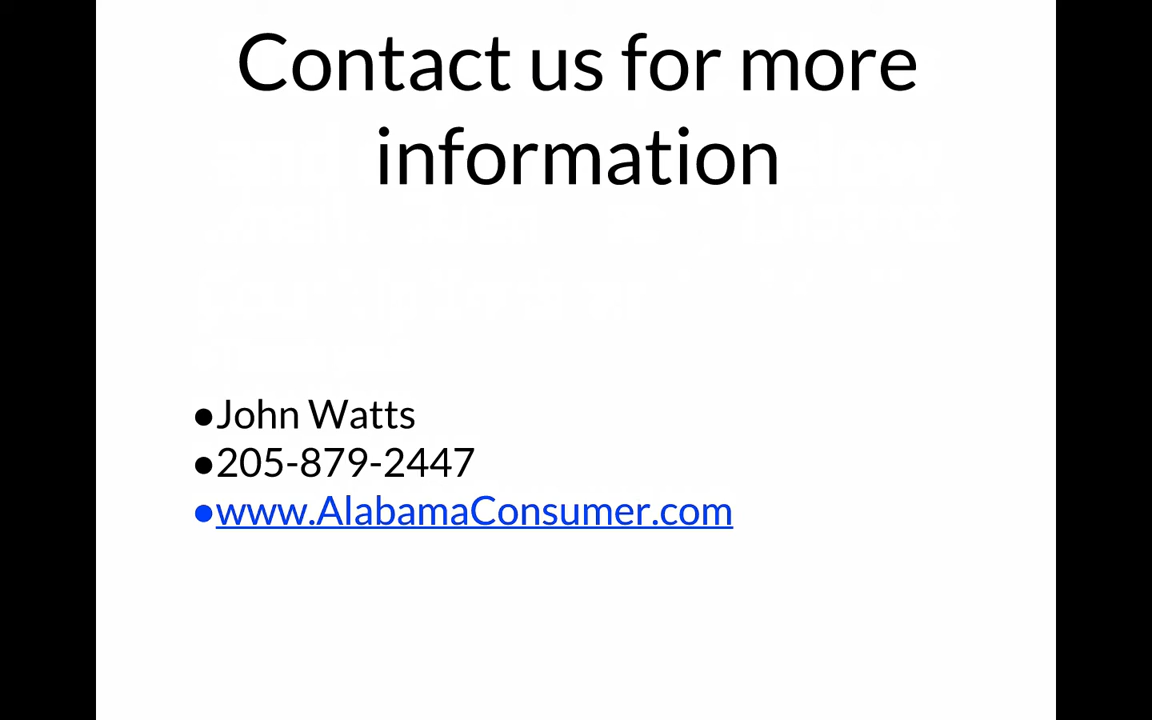 Contact us for more
information
●John Watts
●205-879-2447
●www.AlabamaConsumer.com